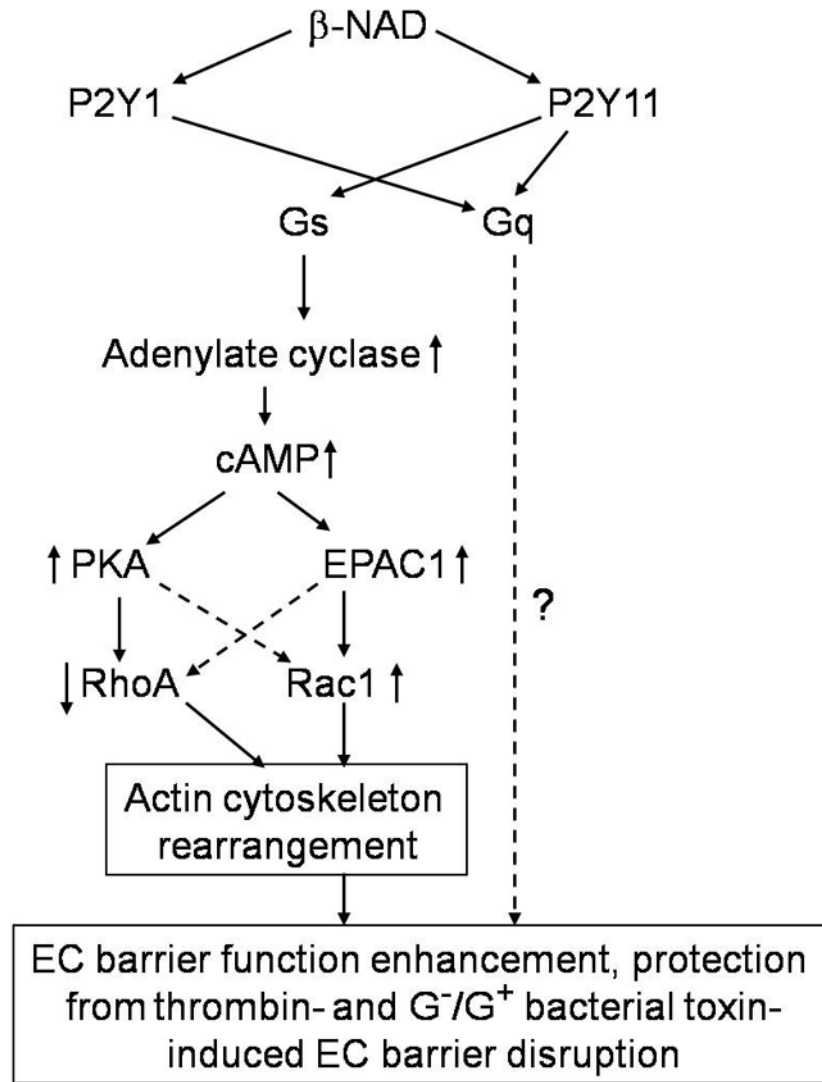 β-NAD
P2Y1 P2Y11
Gs Gq
Adenylate cyclase↑
cAMP↑
↑PKA EPAC1↑
?
↓RhoA Rac1↑
Actin cytoskeleton
rearrangement
EC barrier function enhancement, protection
from thrombin- and G⁻/G⁺ bacterial toxin-
induced EC barrier disruption